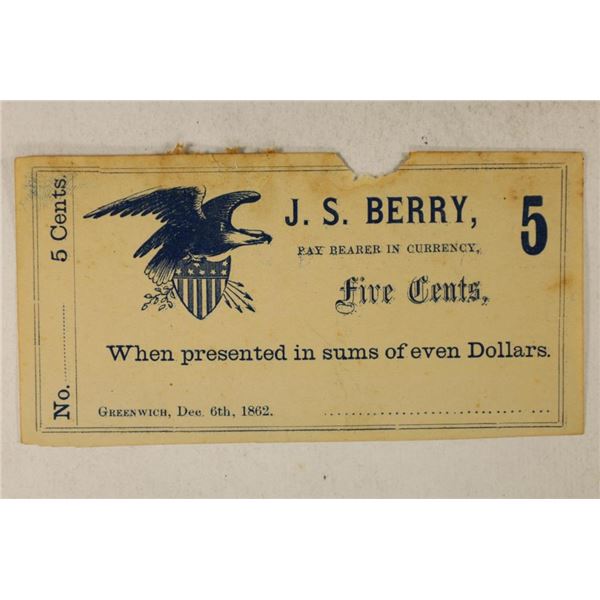 No. ............ 5 Cents.
J. S. BERRY,
5
PAY BEARER IN CURRENCY,
Five Cents,
When presented in sums of even Dollars.
GREENWICH, Dec. 6th, 1862. ........................................